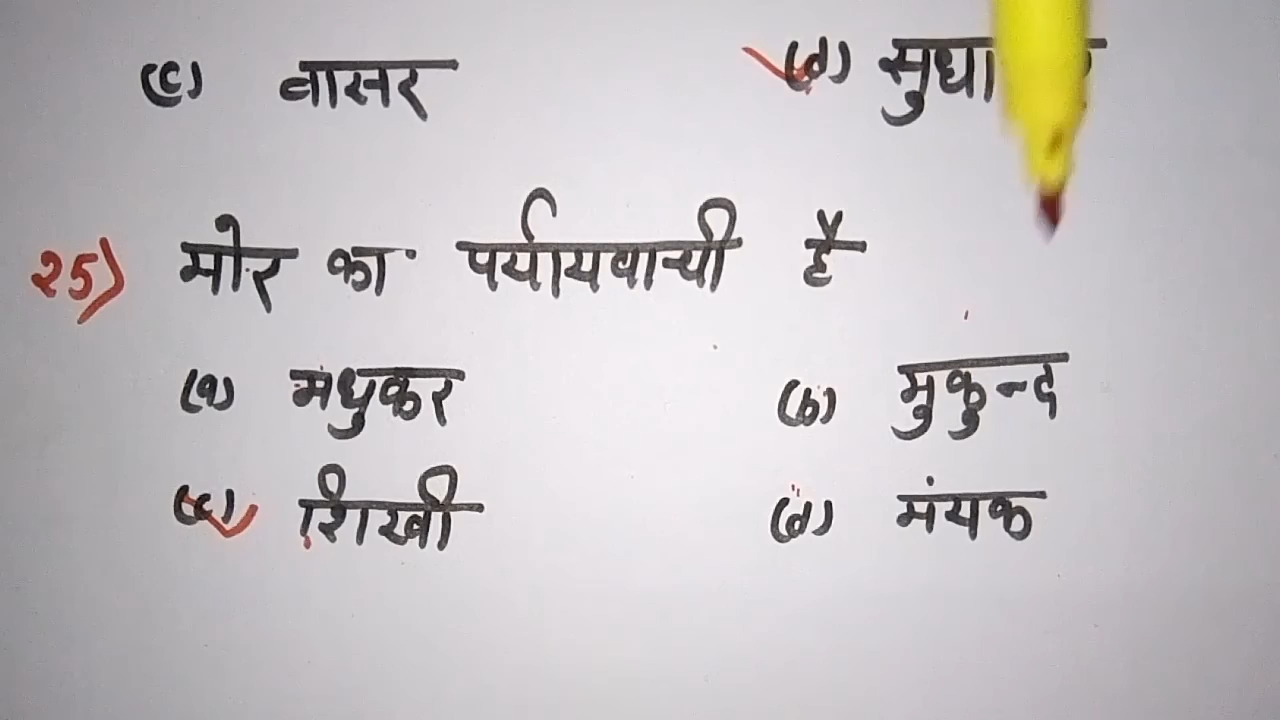 (c) वासर (d)
25) मोर का पर्यायवाची है
(a) मधुकर (b) मुकुन्द
(c) शिखी (d) मंयक